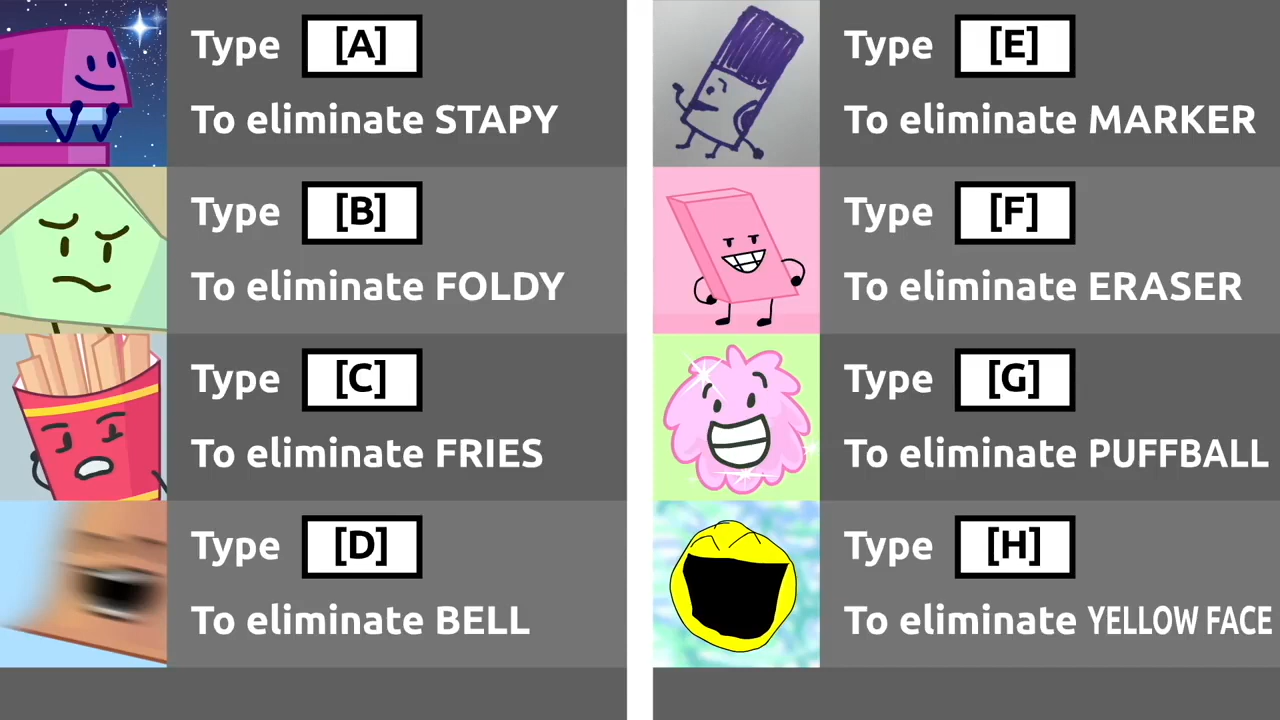 Type [A]
To eliminate STAPY
Type [B]
To eliminate FOLDY
Type [C]
To eliminate FRIES
Type [D]
To eliminate BELL
Type [E]
To eliminate MARKER
Type [F]
To eliminate ERASER
Type [G]
To eliminate PUFFBALL
Type [H]
To eliminate YELLOW FACE